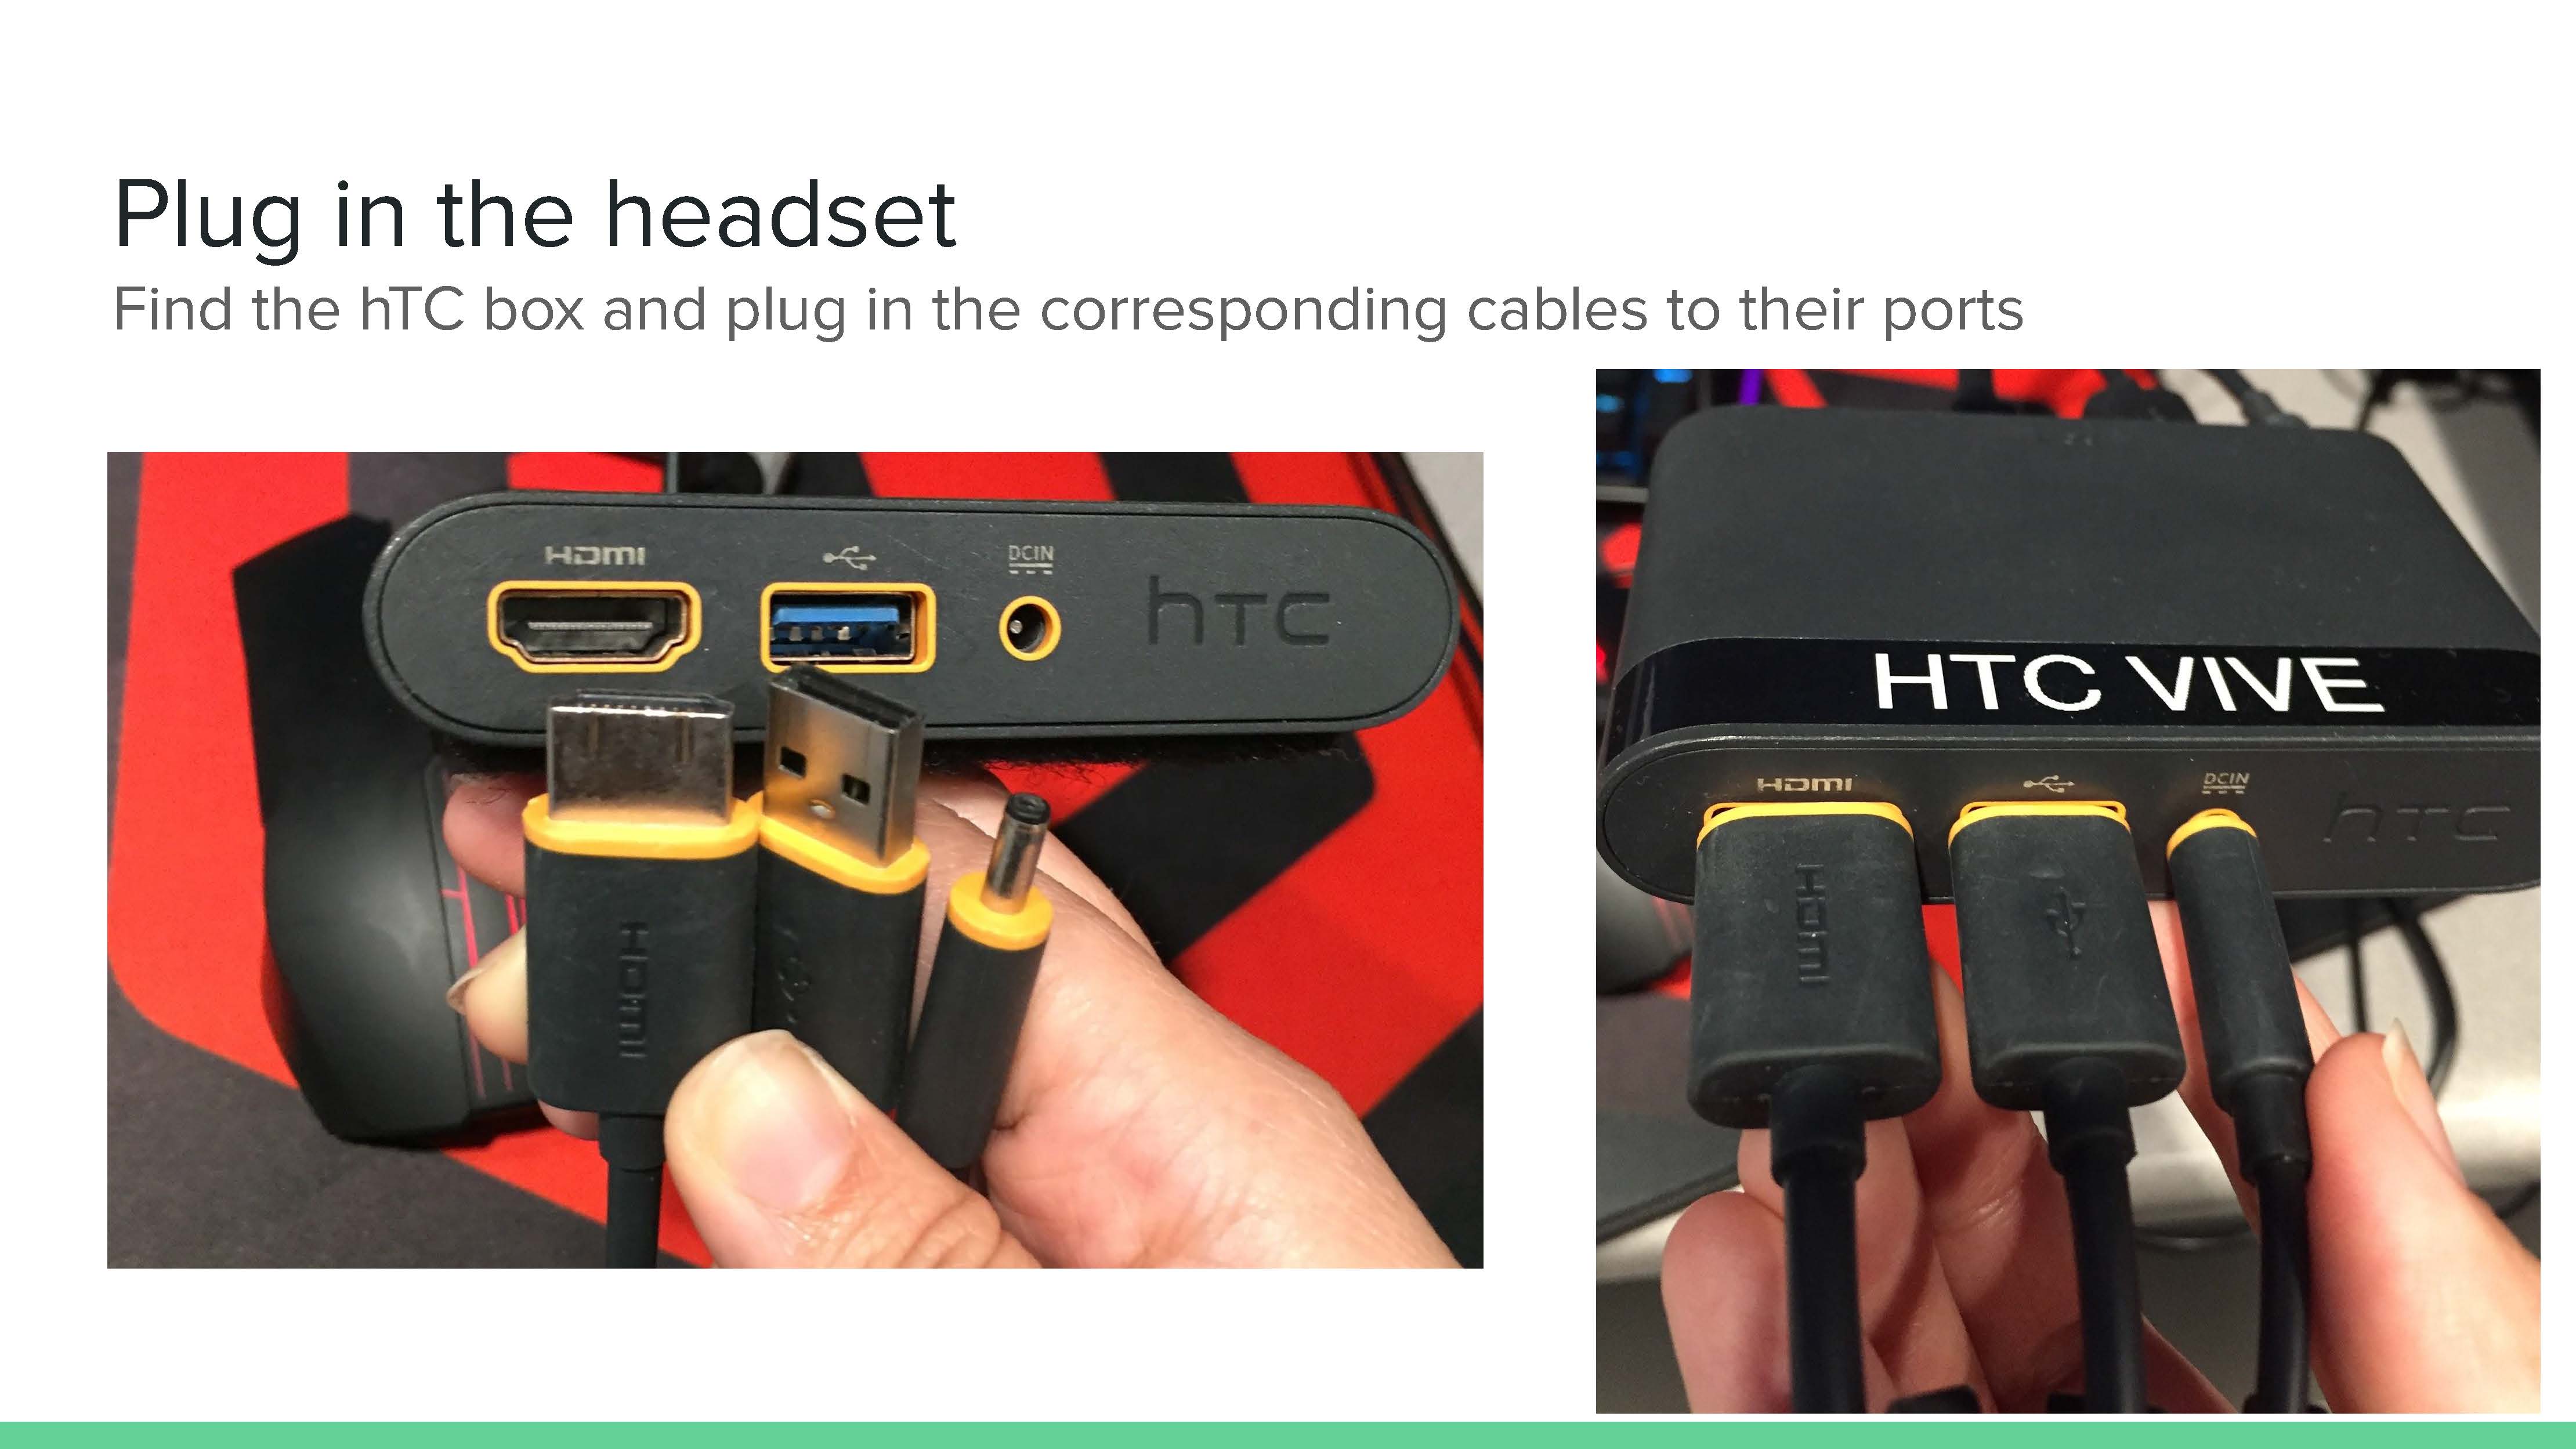 Plug in the headset
Find the hTC box and plug in the corresponding cables to their ports
HDMI
DCIN
hTC
HDMI
HTC VIVE
HDMI
DCIN
hTC
HDMI